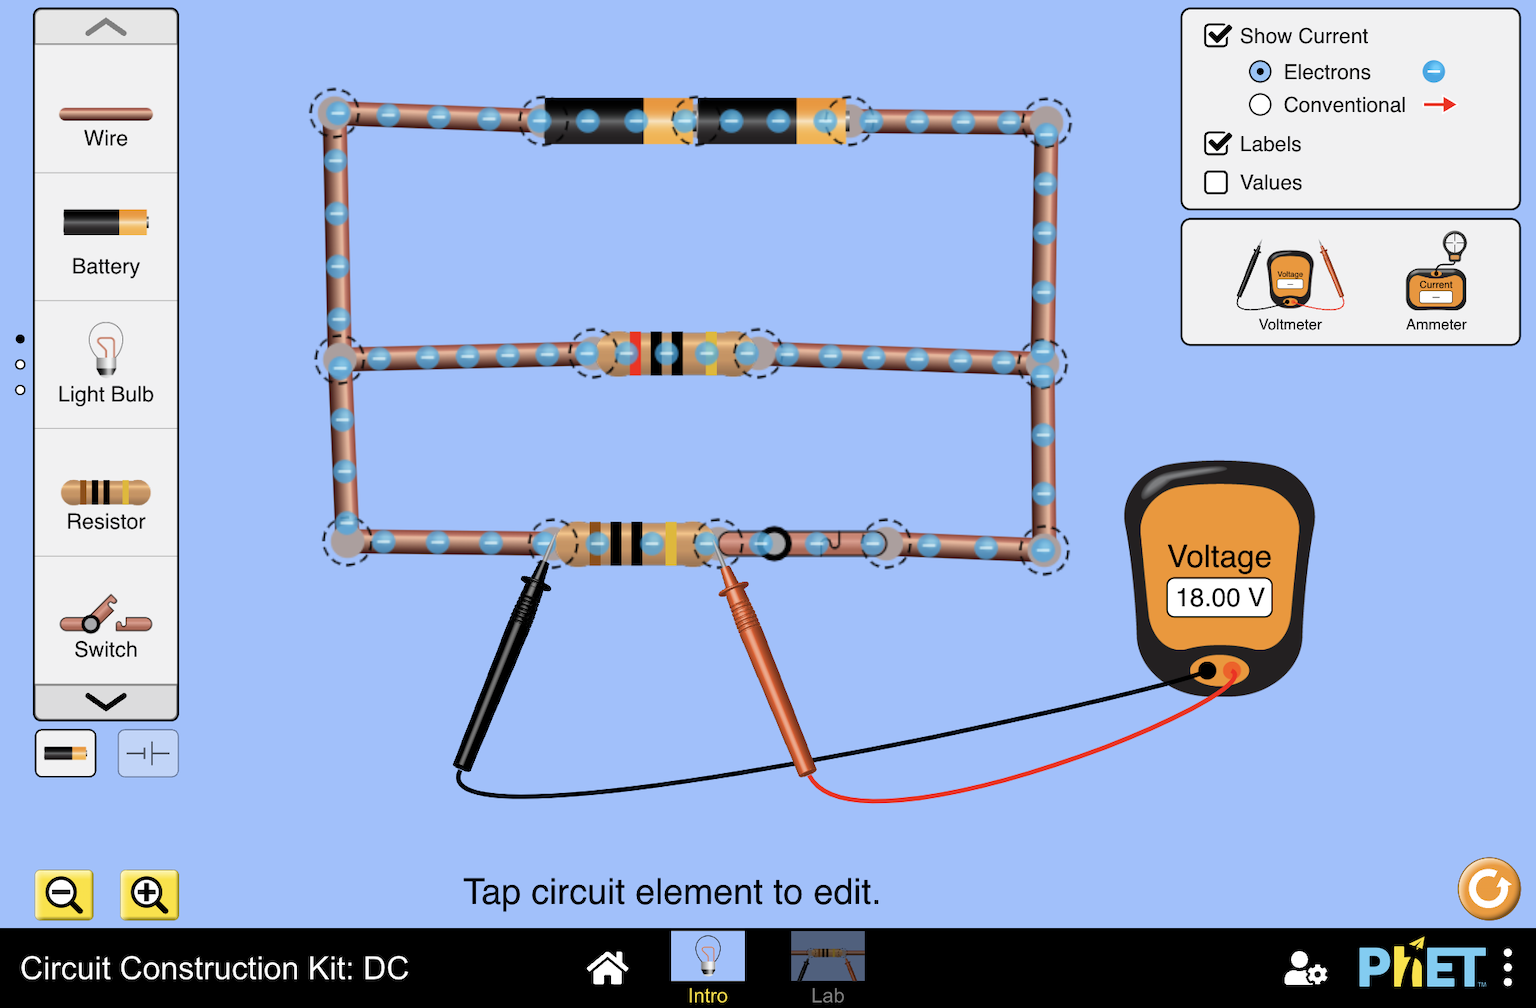 Wire
Battery
Light Bulb
Resistor
Switch
Show Current
Electrons
Conventional
Labels
Values
Voltage
Voltmeter
Current
Ammeter
Voltage
18.00 V
Tap circuit element to edit.
Circuit Construction Kit: DC
Intro
Lab
PhET™